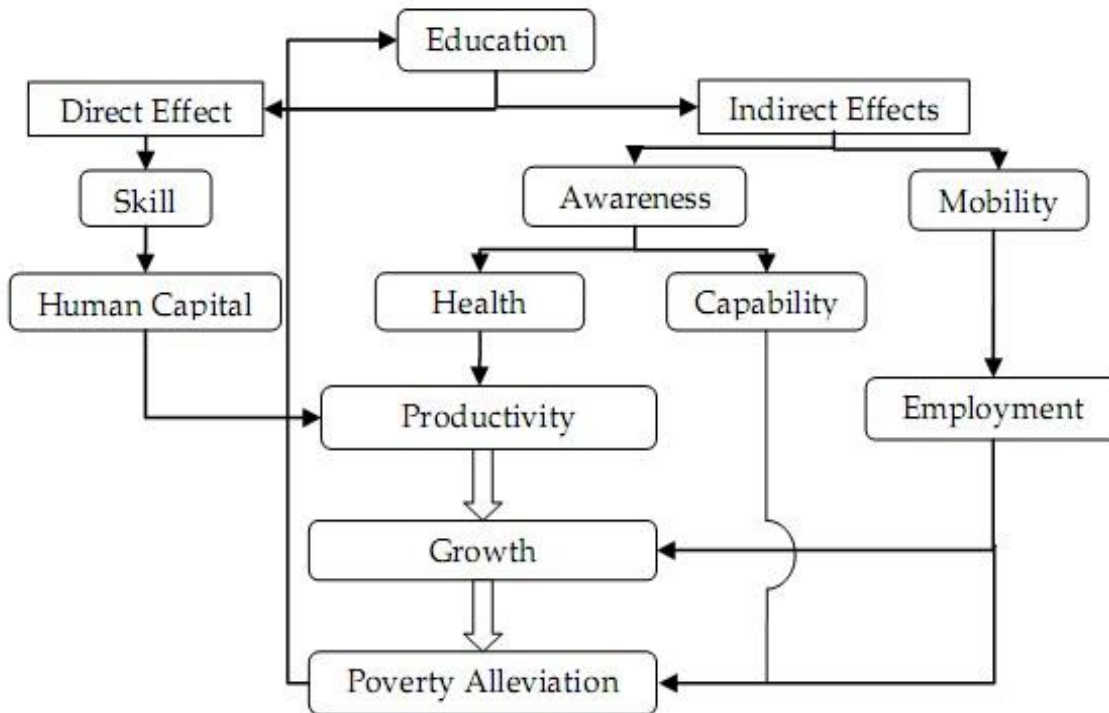 Education
Direct Effect
Indirect Effects
Skill
Awareness
Mobility
Human Capital
Health
Capability
Productivity
Employment
Growth
Poverty Alleviation